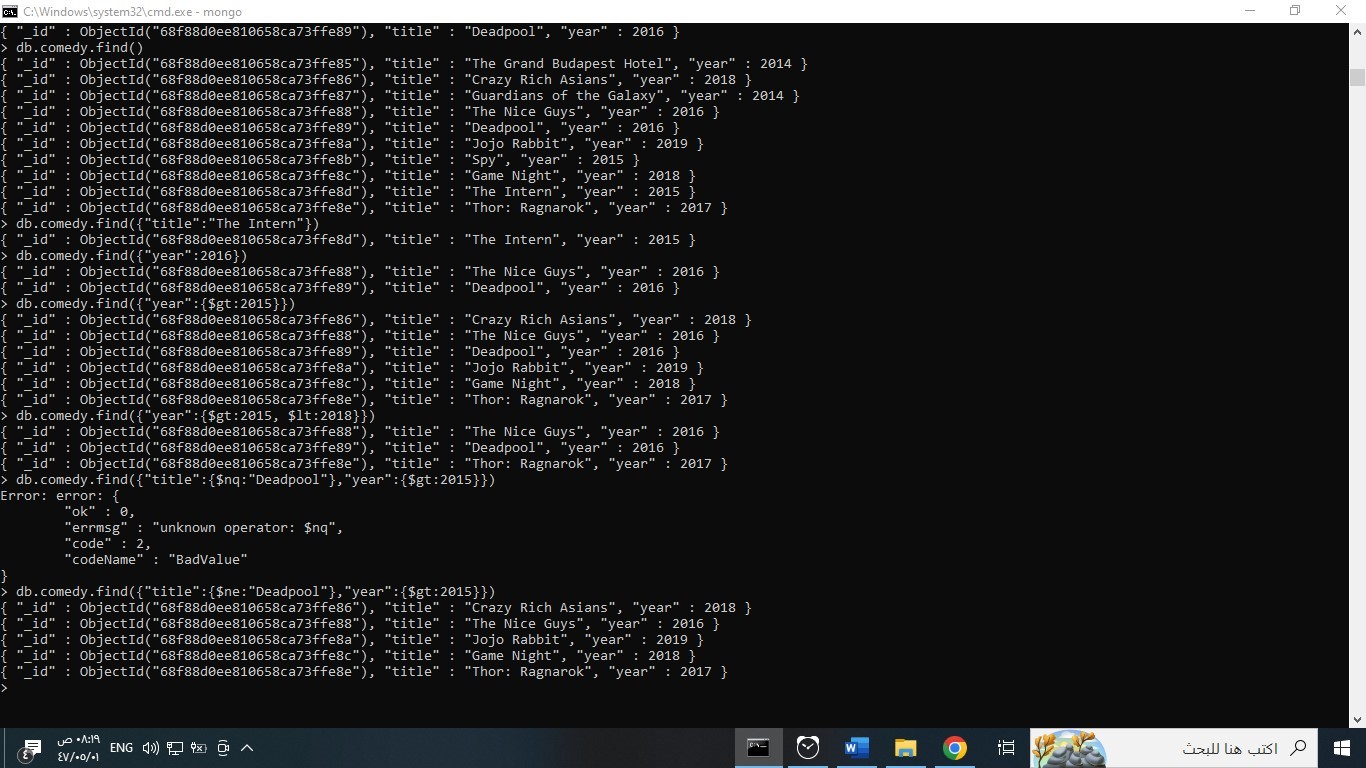 C:\Windows\system32\cmd.exe - mongo
{ "_id" : ObjectId("68f88d0ee810658ca73ffe89"), "title" : "Deadpool", "year" : 2016 }
> db.comedy.find()
{ "_id" : ObjectId("68f88d0ee810658ca73ffe85"), "title" : "The Grand Budapest Hotel", "year" : 2014 }
{ "_id" : ObjectId("68f88d0ee810658ca73ffe86"), "title" : "Crazy Rich Asians", "year" : 2018 }
{ "_id" : ObjectId("68f88d0ee810658ca73ffe87"), "title" : "Guardians of the Galaxy", "year" : 2014 }
{ "_id" : ObjectId("68f88d0ee810658ca73ffe88"), "title" : "The Nice Guys", "year" : 2016 }
{ "_id" : ObjectId("68f88d0ee810658ca73ffe89"), "title" : "Deadpool", "year" : 2016 }
{ "_id" : ObjectId("68f88d0ee810658ca73ffe8a"), "title" : "Jojo Rabbit", "year" : 2019 }
{ "_id" : ObjectId("68f88d0ee810658ca73ffe8b"), "title" : "Spy", "year" : 2015 }
{ "_id" : ObjectId("68f88d0ee810658ca73ffe8c"), "title" : "Game Night", "year" : 2018 }
{ "_id" : ObjectId("68f88d0ee810658ca73ffe8d"), "title" : "The Intern", "year" : 2015 }
{ "_id" : ObjectId("68f88d0ee810658ca73ffe8e"), "title" : "Thor: Ragnarok", "year" : 2017 }
> db.comedy.find({"title":"The Intern"})
{ "_id" : ObjectId("68f88d0ee810658ca73ffe8d"), "title" : "The Intern", "year" : 2015 }
> db.comedy.find({"year":2016})
{ "_id" : ObjectId("68f88d0ee810658ca73ffe88"), "title" : "The Nice Guys", "year" : 2016 }
{ "_id" : ObjectId("68f88d0ee810658ca73ffe89"), "title" : "Deadpool", "year" : 2016 }
> db.comedy.find({"year":{$gt:2015}})
{ "_id" : ObjectId("68f88d0ee810658ca73ffe86"), "title" : "Crazy Rich Asians", "year" : 2018 }
{ "_id" : ObjectId("68f88d0ee810658ca73ffe88"), "title" : "The Nice Guys", "year" : 2016 }
{ "_id" : ObjectId("68f88d0ee810658ca73ffe89"), "title" : "Deadpool", "year" : 2016 }
{ "_id" : ObjectId("68f88d0ee810658ca73ffe8a"), "title" : "Jojo Rabbit", "year" : 2019 }
{ "_id" : ObjectId("68f88d0ee810658ca73ffe8c"), "title" : "Game Night", "year" : 2018 }
{ "_id" : ObjectId("68f88d0ee810658ca73ffe8e"), "title" : "Thor: Ragnarok", "year" : 2017 }
> db.comedy.find({"year":{$gt:2015, $lt:2018}})
{ "_id" : ObjectId("68f88d0ee810658ca73ffe88"), "title" : "The Nice Guys", "year" : 2016 }
{ "_id" : ObjectId("68f88d0ee810658ca73ffe89"), "title" : "Deadpool", "year" : 2016 }
{ "_id" : ObjectId("68f88d0ee810658ca73ffe8e"), "title" : "Thor: Ragnarok", "year" : 2017 }
> db.comedy.find({"title":{$nq:"Deadpool"},"year":{$gt:2015}})
Error: error: {
"ok" : 0,
"errmsg" : "unknown operator: $nq",
"code" : 2,
"codeName" : "BadValue"
}
> db.comedy.find({"title":{$ne:"Deadpool"},"year":{$gt:2015}})
{ "_id" : ObjectId("68f88d0ee810658ca73ffe86"), "title" : "Crazy Rich Asians", "year" : 2018 }
{ "_id" : ObjectId("68f88d0ee810658ca73ffe88"), "title" : "The Nice Guys", "year" : 2016 }
{ "_id" : ObjectId("68f88d0ee810658ca73ffe8a"), "title" : "Jojo Rabbit", "year" : 2019 }
{ "_id" : ObjectId("68f88d0ee810658ca73ffe8c"), "title" : "Game Night", "year" : 2018 }
{ "_id" : ObjectId("68f88d0ee810658ca73ffe8e"), "title" : "Thor: Ragnarok", "year" : 2017 }
>
اكتب هنا للبحث
ENG
٠٨:١٩ ص
٤٧/٠٥/٠١
٤